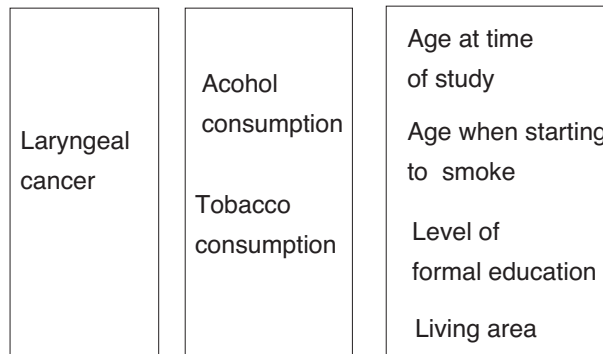 Laryngeal
cancer
Acohol
consumption
Tobacco
consumption
Age at time
of study
Age when starting
to smoke
Level of
formal education
Living area